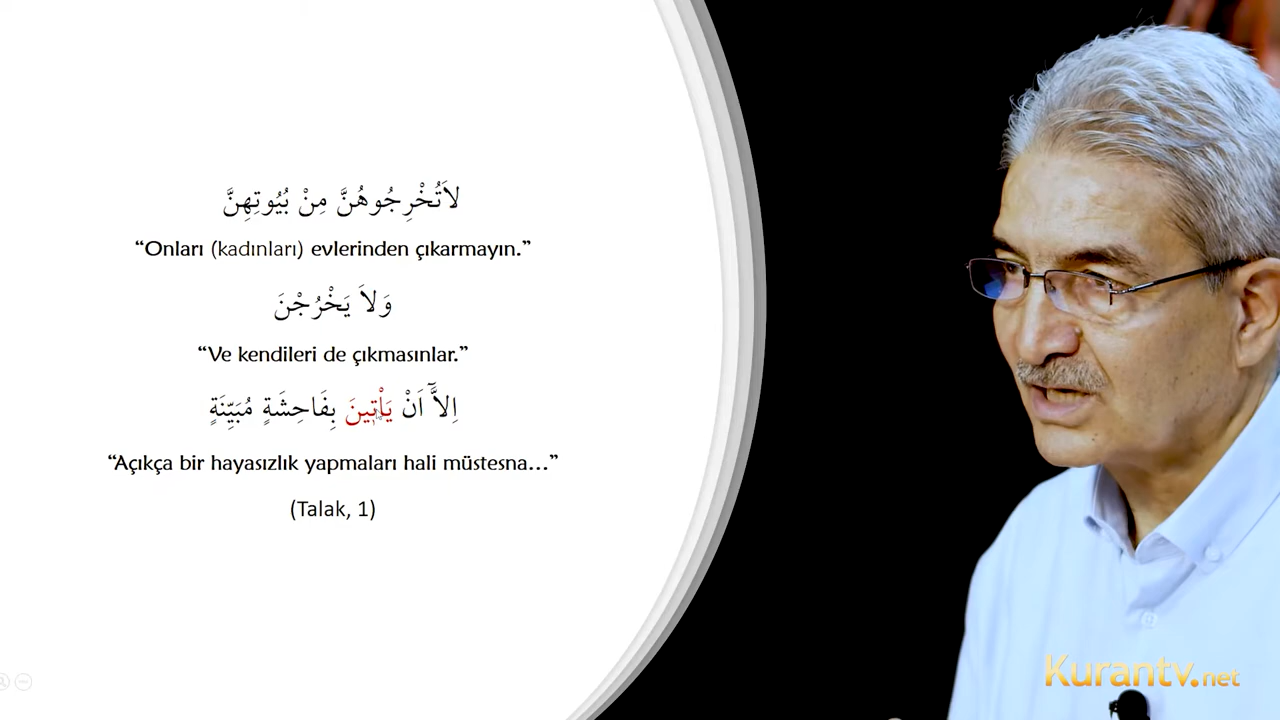 لاَتُخْرِجُوهُنَّ مِنْ بُيُوتِهِنَّ
“Onları (kadınları) evlerinden çıkarmayın.”
وَلاَ يَخْرُجْنَ
“Ve kendileri de çıkmasınlar.”
اِلآَّ اَنْ يَاْت۪ينَ بِفَاحِشَةٍ مُبَيِّنَةٍ
“Açıkça bir hayasızlık yapmaları hali müstesna...”
(Talak, 1)
Kurantv.net